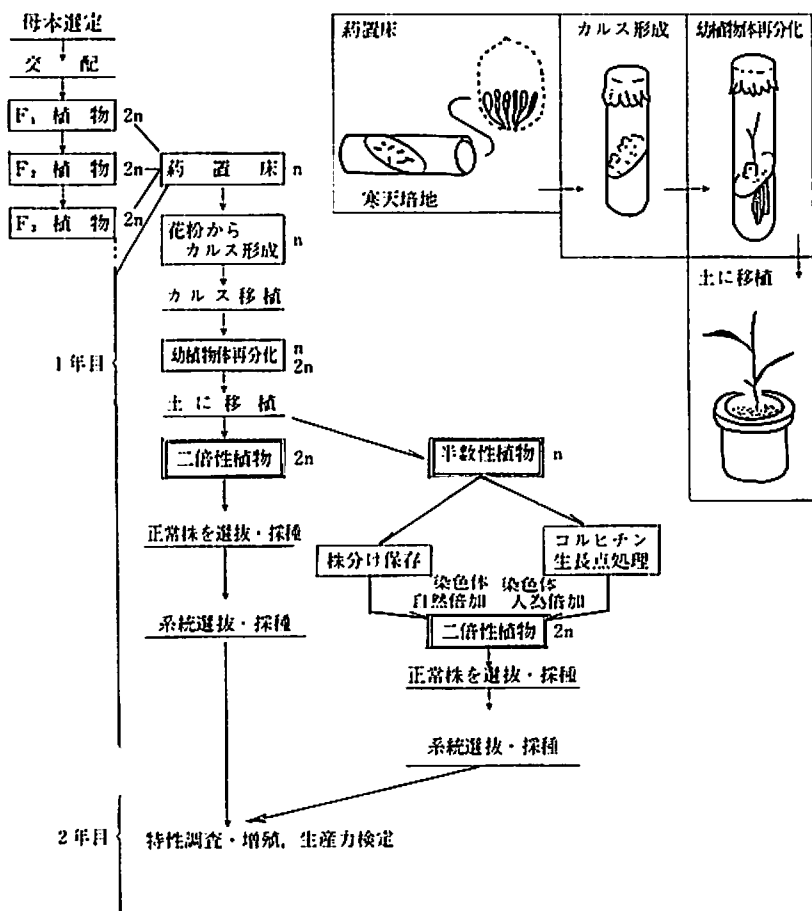 母本選定
交配
F₁ 植物 2n
F₂ 植物 2n
F₃ 植物 2n
葯置床 n
花粉から
カルス形成 n
カルス移植
幼植物体再分化 n
2n
土に移植
二倍性植物 2n
正常株を選抜・採種
系統選抜・採種
半数性植物 n
株分け保存
コルヒチン
生長点処理
染色体
自然倍加
染色体
人為倍加
二倍性植物 2n
正常株を選抜・採種
系統選抜・採種
1年目
2年目
特性調査・増殖,生産力検定
葯置床
寒天培地
カルス形成
幼植物体再分化
土に移植